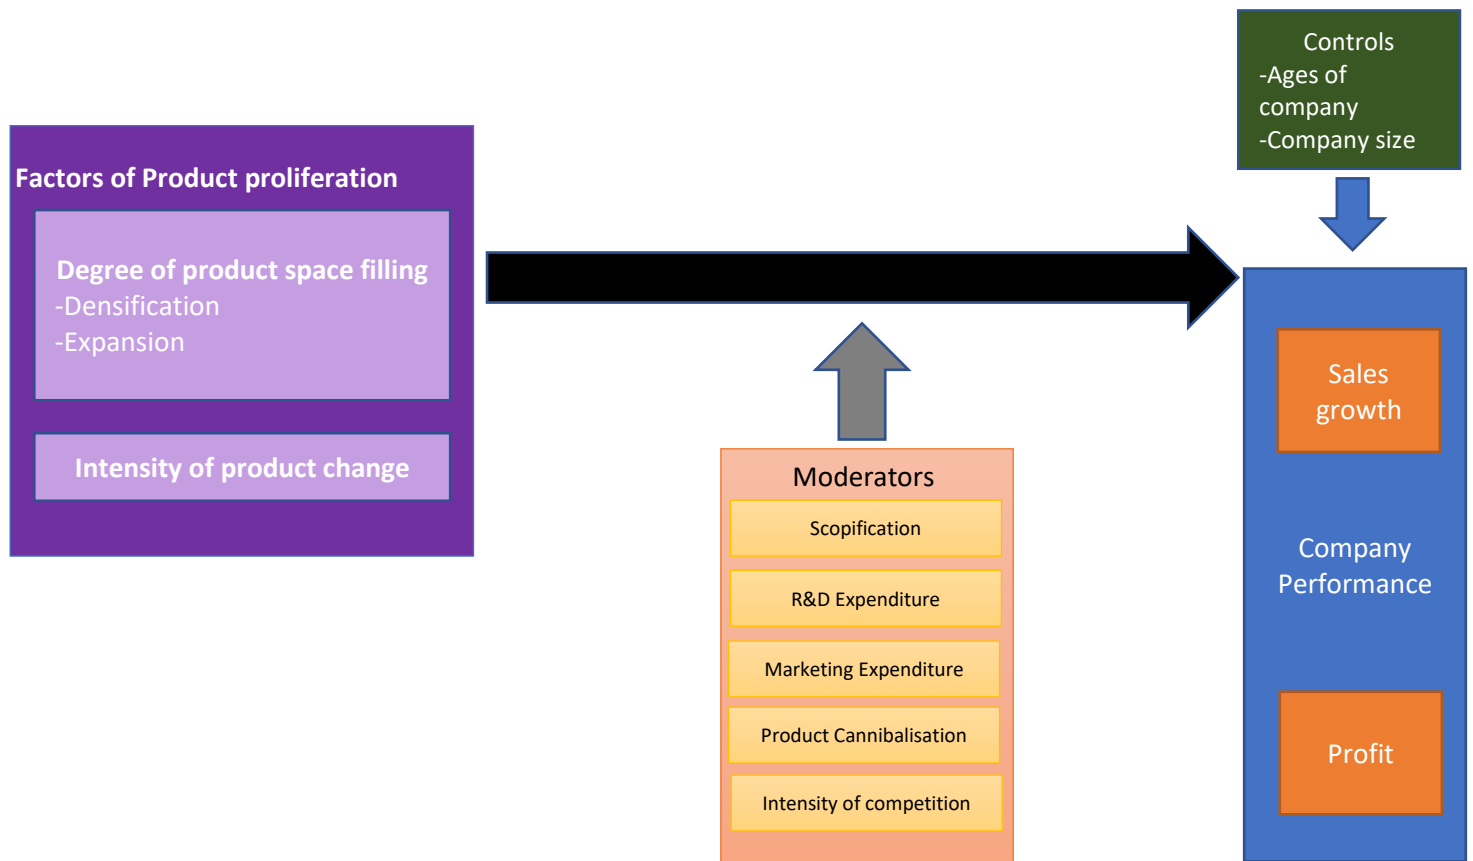 Controls
-Ages of
company
-Company size
Factors of Product proliferation
Degree of product space filling
-Densification
-Expansion
Intensity of product change
Moderators
Scopification
R&D Expenditure
Marketing Expenditure
Product Cannibalisation
Intensity of competition
Sales
growth
Company
Performance
Profit